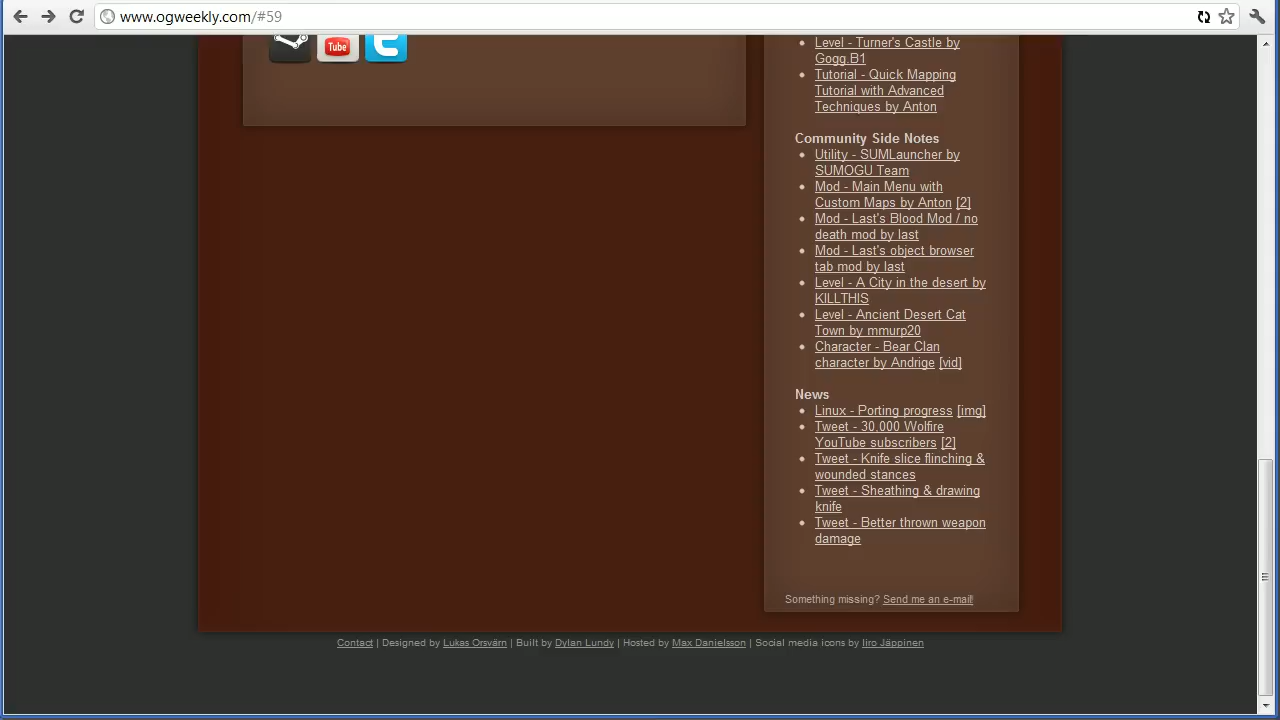 www.ogweekly.com/#59
Tube
Level - Turner's Castle by
Gogg.B1
Tutorial - Quick Mapping
Tutorial with Advanced
Techniques by Anton
Community Side Notes
Utility - SUMLauncher by
SUMOGU Team
Mod - Main Menu with
Custom Maps by Anton [2]
Mod - Last's Blood Mod / no
death mod by last
Mod - Last's object browser
tab mod by last
Level - A City in the desert by
KILLTHIS
Level - Ancient Desert Cat
Town by mmurp20
Character - Bear Clan
character by Andrige [vid]
News
Linux - Porting progress [img]
Tweet - 30,000 Wolfire
YouTube subscribers [2]
Tweet - Knife slice flinching &
wounded stances
Tweet - Sheathing & drawing
knife
Tweet - Better thrown weapon
damage
Something missing? Send me an e-mail!
Contact | Designed by Lukas Orsvärn | Built by Dylan Lundy | Hosted by Max Danielsson | Social media icons by Iiro Jäppinen